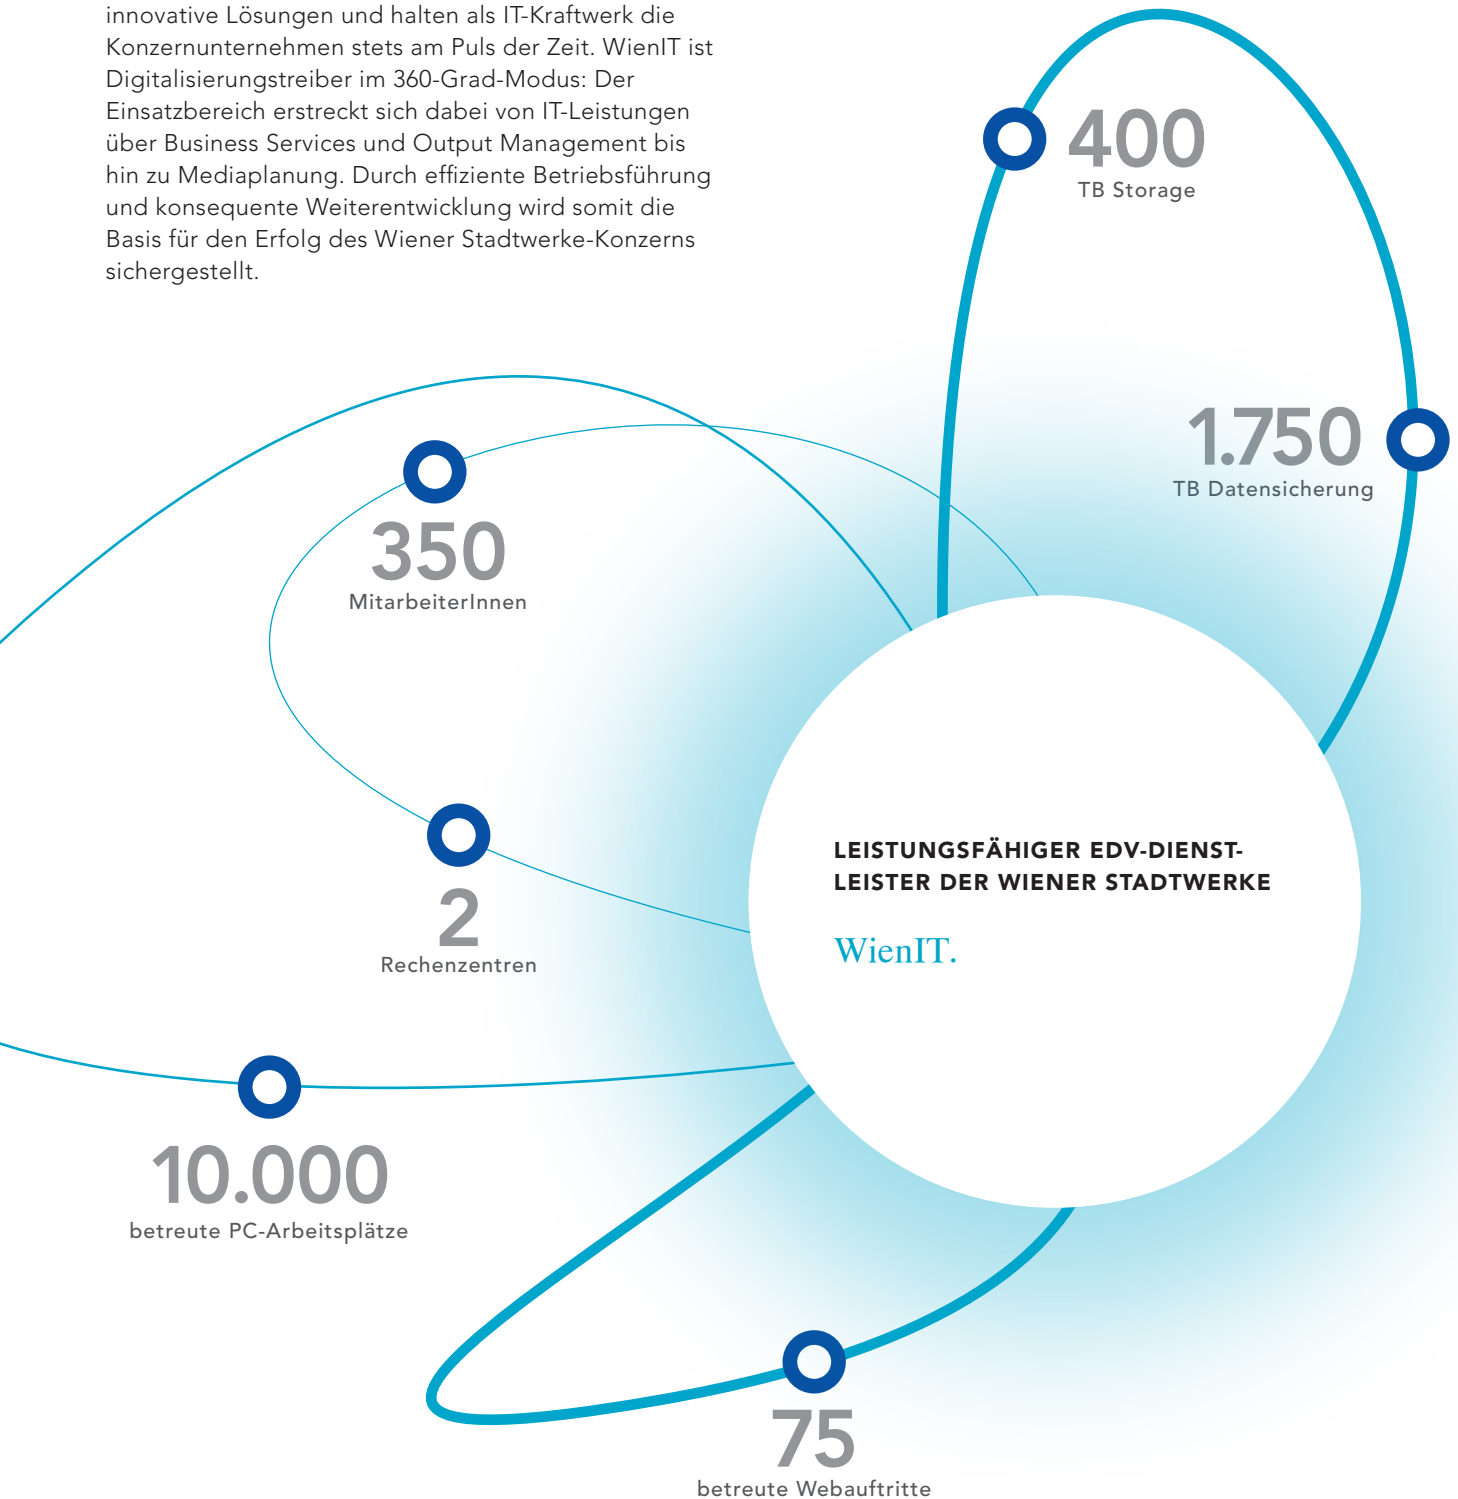 innovative Lösungen und halten als IT-Kraftwerk die
Konzernunternehmen stets am Puls der Zeit. WienIT ist
Digitalisierungstreiber im 360-Grad-Modus: Der
Einsatzbereich erstreckt sich dabei von IT-Leistungen
über Business Services und Output Management bis
hin zu Mediaplanung. Durch effiziente Betriebsführung
und konsequente Weiterentwicklung wird somit die
Basis für den Erfolg des Wiener Stadtwerke-Konzerns
sichergestellt.
400
TB Storage
1.750
TB Datensicherung
350
MitarbeiterInnen
2
Rechenzentren
LEISTUNGSFÄHIGER EDV-DIENST-
LEISTER DER WIENER STADTWERKE
WienIT.
10.000
betreute PC-Arbeitsplätze
75
betreute Webauftritte